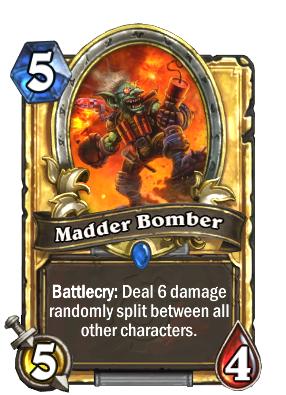 5
Madder Bomber
Battlecry: Deal 6 damage
randomly split between all
other characters.
5
4